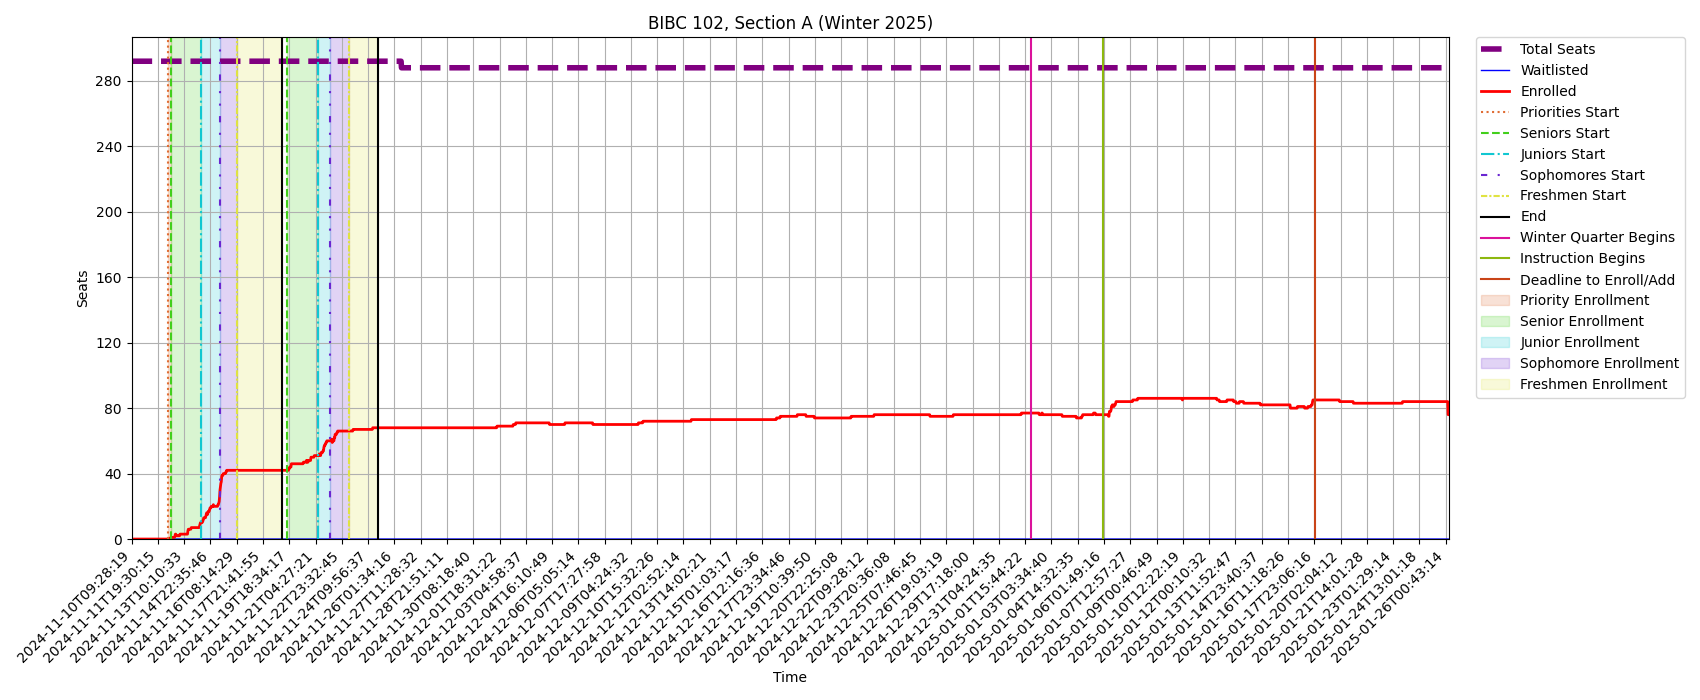 BIBC 102, Section A (Winter 2025)
Seats
280
240
200
160
120
80
40
0
2024-11-10T09:28:19
2024-11-11T19:30:15
2024-11-13T10:10:33
2024-11-14T22:35:46
2024-11-16T08:14:29
2024-11-17T21:41:55
2024-11-19T18:34:17
2024-11-21T04:27:21
2024-11-22T23:32:45
2024-11-24T09:56:37
2024-11-26T01:34:16
2024-11-27T11:28:32
2024-11-28T21:51:11
2024-11-30T08:18:40
2024-12-01T18:31:22
2024-12-03T04:58:37
2024-12-04T16:10:49
2024-12-06T05:05:14
2024-12-07T17:27:58
2024-12-09T04:24:32
2024-12-10T15:32:26
2024-12-12T02:52:14
2024-12-13T14:02:21
2024-12-15T01:03:17
2024-12-16T12:16:36
2024-12-17T23:34:46
2024-12-19T10:39:50
2024-12-20T22:25:08
2024-12-22T09:28:12
2024-12-23T20:36:08
2024-12-25T07:46:45
2024-12-26T19:03:19
2024-12-29T17:18:00
2024-12-31T04:24:35
2025-01-01T15:44:22
2025-01-03T03:34:40
2025-01-04T14:32:35
2025-01-06T01:49:16
2025-01-07T12:57:27
2025-01-09T00:46:49
2025-01-10T12:22:19
2025-01-12T00:10:32
2025-01-13T11:52:47
2025-01-14T23:40:37
2025-01-16T11:18:26
2025-01-17T23:06:16
2025-01-20T02:04:12
2025-01-21T14:01:28
2025-01-23T01:29:14
2025-01-24T13:01:18
2025-01-26T00:43:14
Time
Total Seats
Waitlisted
Enrolled
Priorities Start
Seniors Start
Juniors Start
Sophomores Start
Freshmen Start
End
Winter Quarter Begins
Instruction Begins
Deadline to Enroll/Add
Priority Enrollment
Senior Enrollment
Junior Enrollment
Sophomore Enrollment
Freshmen Enrollment